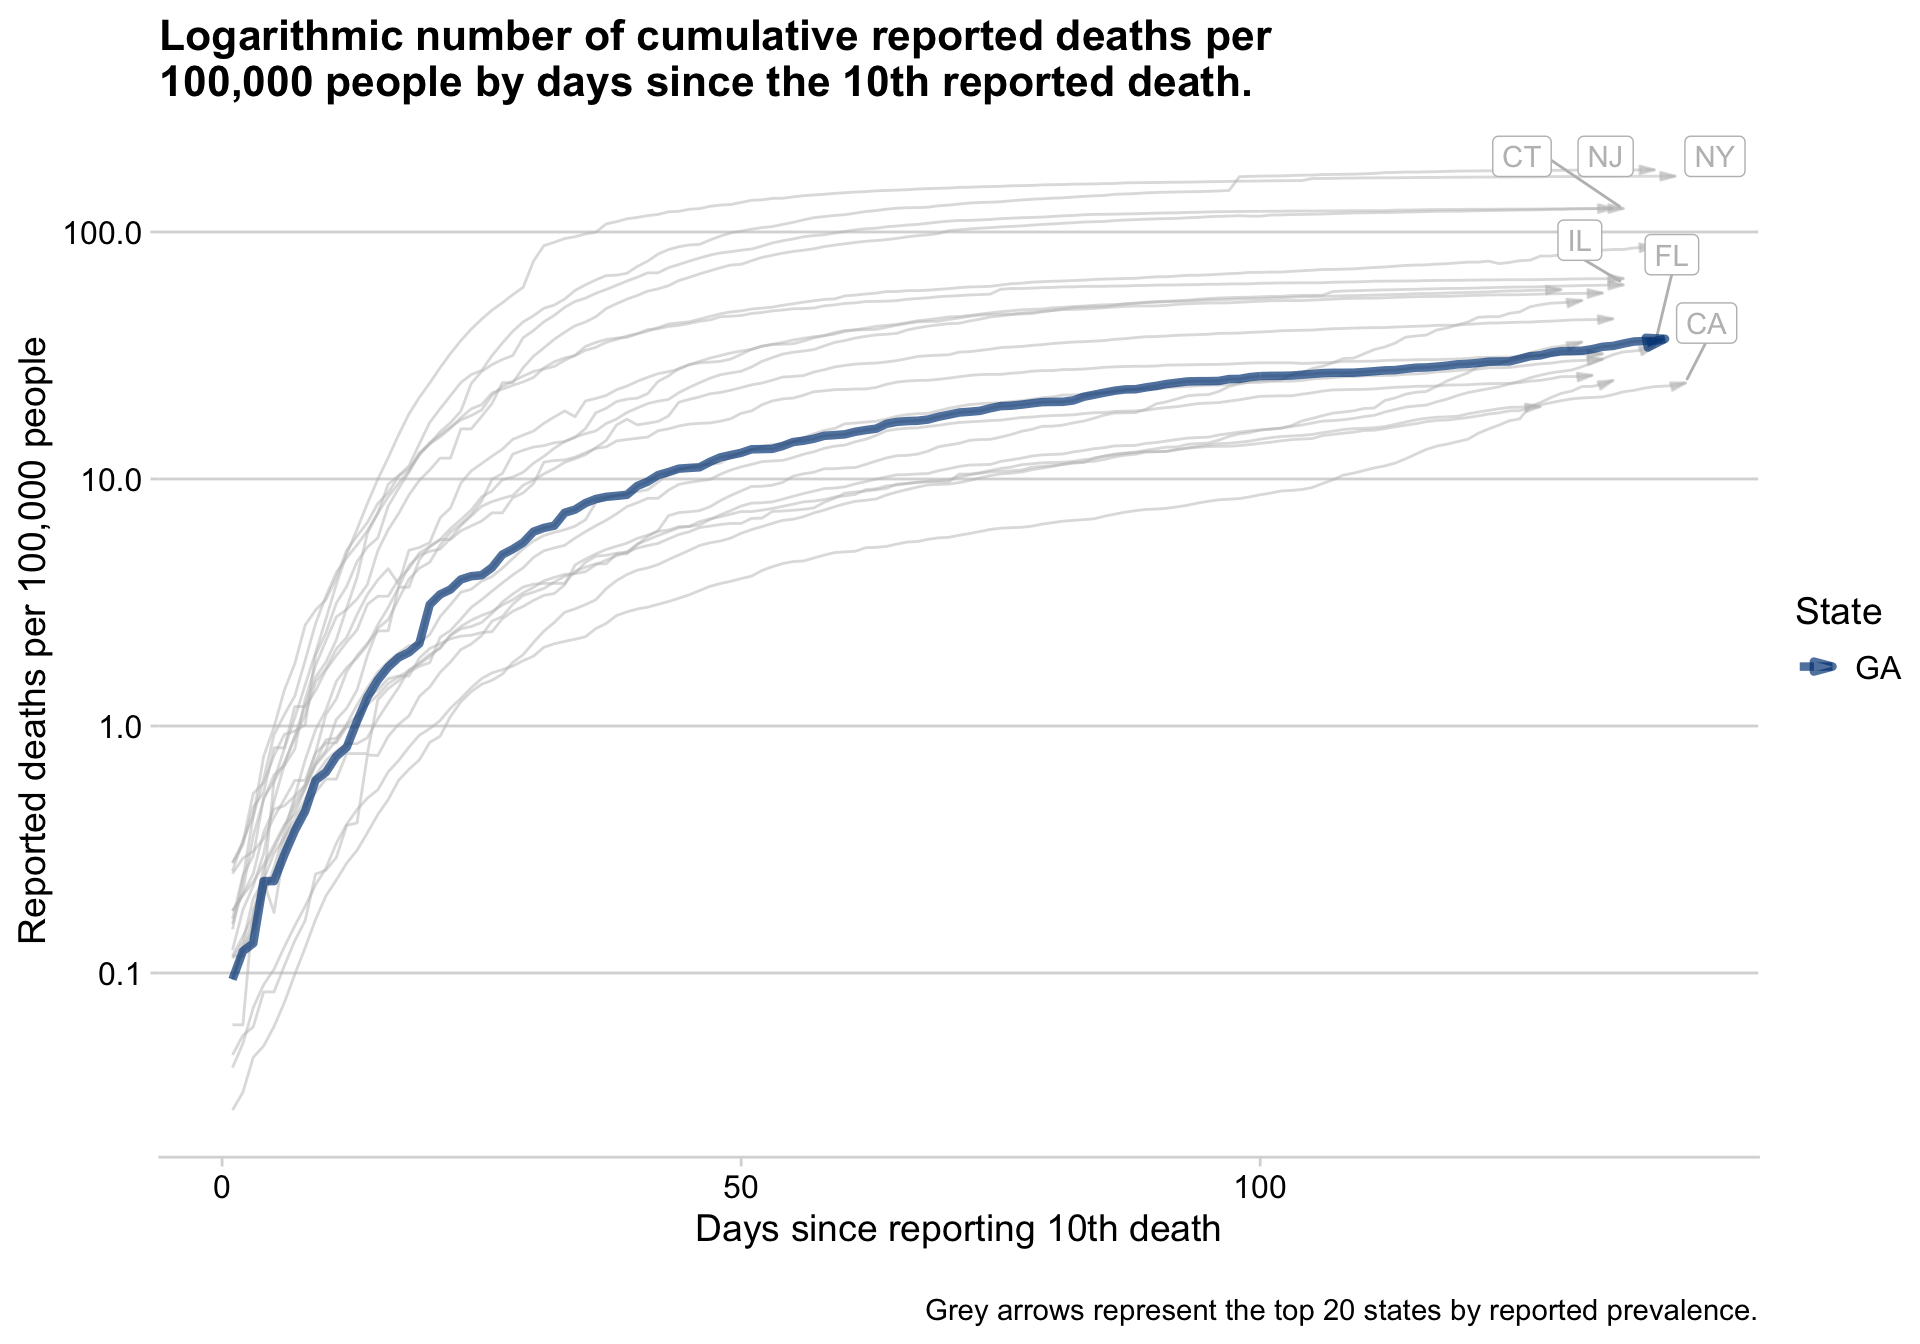 Logarithmic number of cumulative reported deaths per
100,000 people by days since the 10th reported death.
CT
NJ
NY
IL
FL
CA
100.0
10.0
1.0
0.1
Reported deaths per 100,000 people
0
50
100
Days since reporting 10th death
State
GA
Grey arrows represent the top 20 states by reported prevalence.